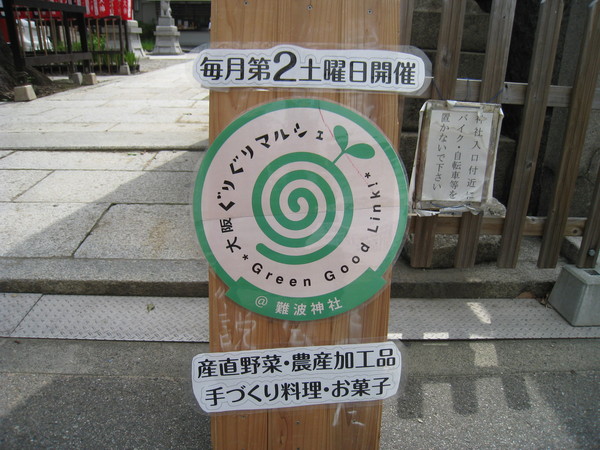 毎月第2土曜日開催
大阪ぐりぐりマルシェ
*Green Good Link!*
@難波神社
産直野菜・農産加工品
手づくり料理・お菓子
神社入口付近に
バイク・自転車等を
置かないで下さい